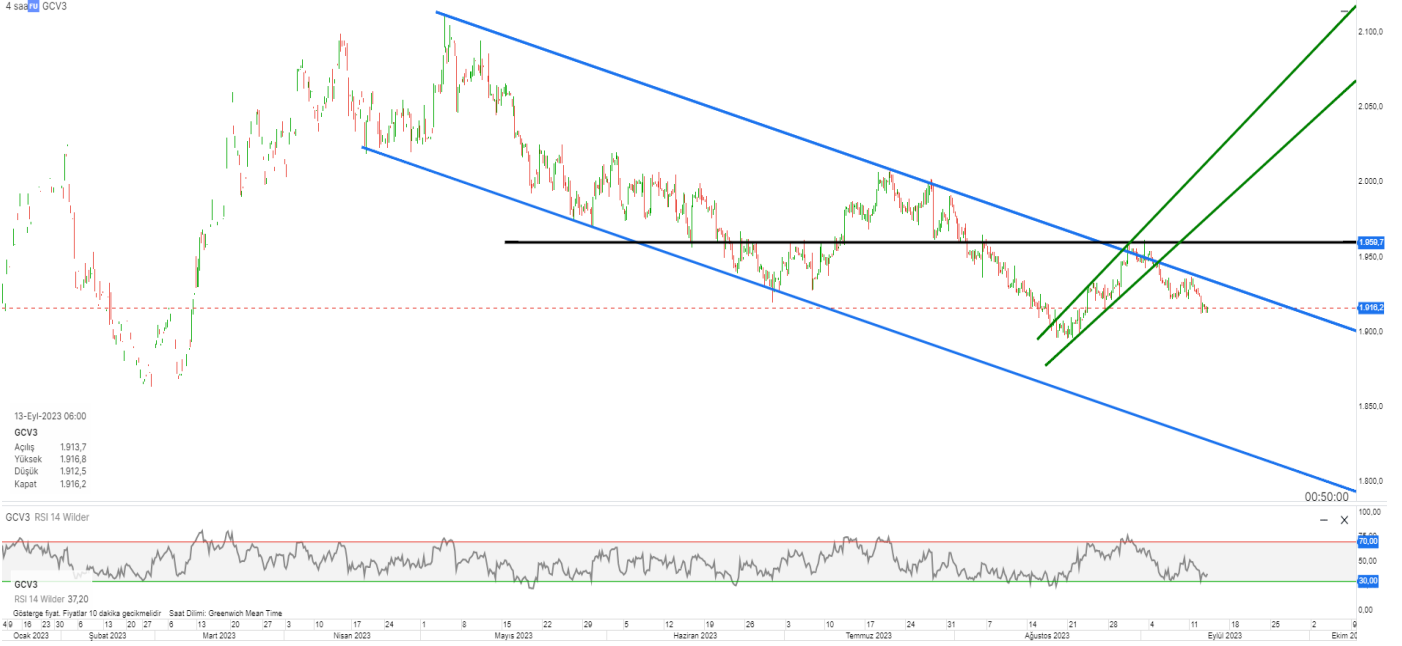 4 saa ru GCV3
2.100,0
2.050,0
2.000,0
1.959,7
1.950,0
1.916,2
1.900,0
1.850,0
1.800,0
13-Eyl-2023 06:00
GCV3
Açılış 1.913,7
Yüksek 1.916,8
Düşük 1.912,5
Kapat 1.916,2
00:50:00
GCV3 RSI 14 Wilder
100,00
70,00
50,00
30,00
0.00
GCV3
RSI 14 Wilder 37,20
Gösterge fiyat. Fiyatlar 10 dakika gecikmelidir Saat Dilimi: Greenwich Mean Time
4 9 16 23 30 6 13 20 27 6 13 20 27 3 10 17 24 1 8 15 22 29 5 12 19 26 3 10 17 24 31 7 14 21 28 4 11 18 25 2 9
Ocak 2023 Şubat 2023 Mart 2023 Nisan 2023 Mayıs 2023 Haziran 2023 Temmuz 2023 Ağustos 2023 Eylül 2023 Ekim 20